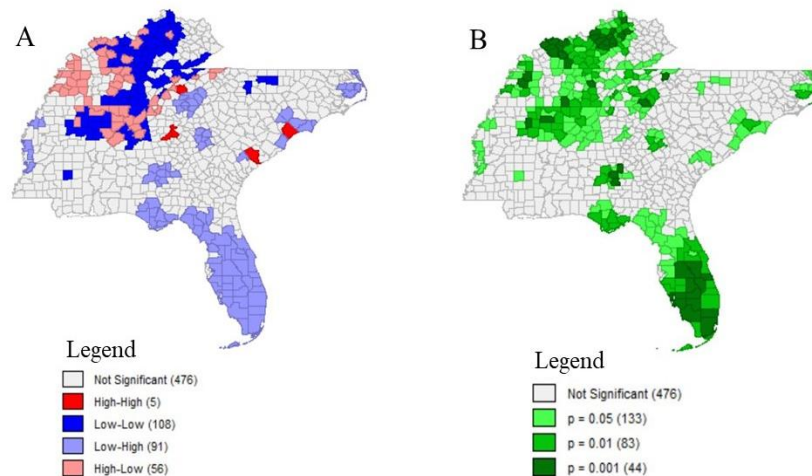 A
Legend
Not Significant (476)
High-High (5)
Low-Low (108)
Low-High (91)
High-Low (56)
B
Legend
Not Significant (476)
p = 0.05 (133)
p = 0.01 (83)
p = 0.001 (44)